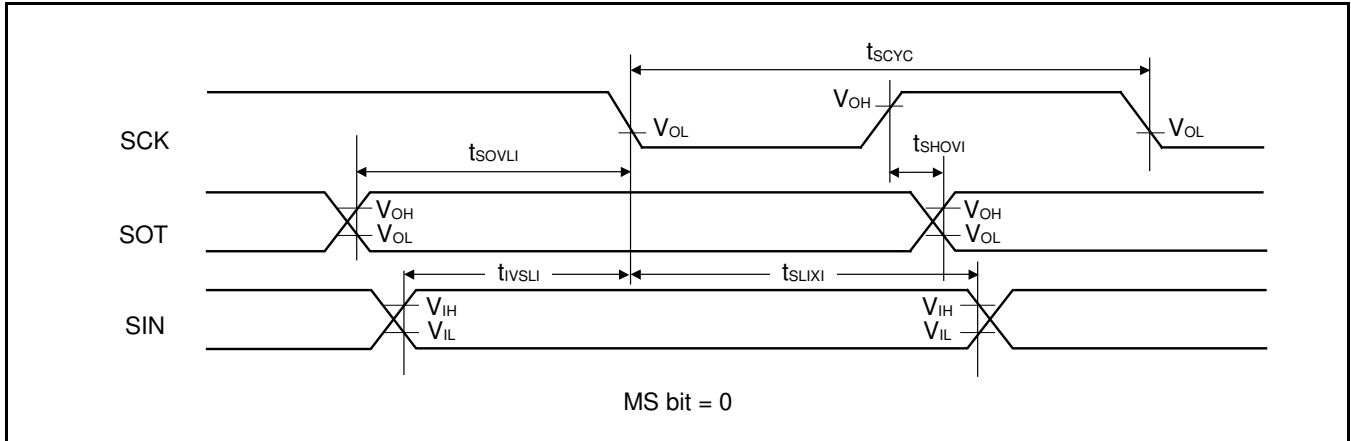 tSCYC
SCK
VOL
VOH
VOL
tSOVLI
tSHOVI
SOT
VOH
VOL
VOH
VOL
tIVSLI
tSLIXI
SIN
VIH
VIL
VIH
VIL
MS bit = 0